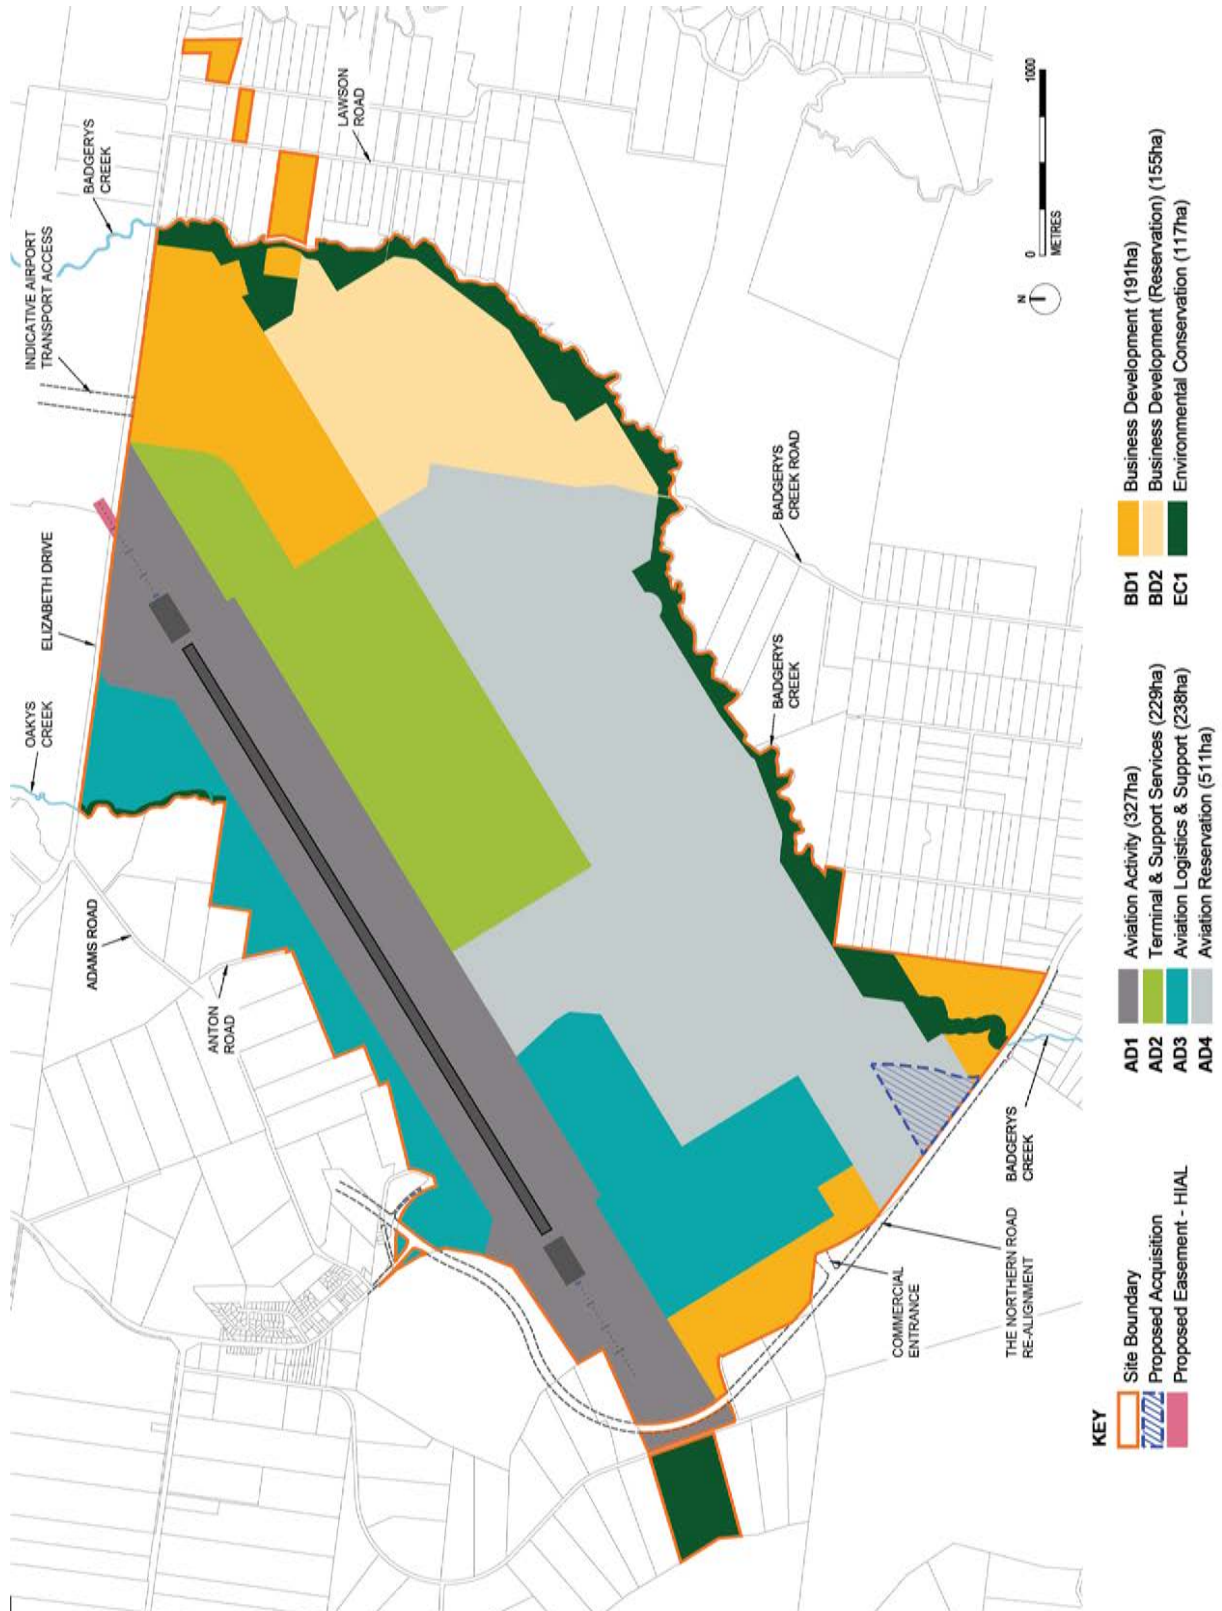 OAKYS
CREEK
ELIZABETH DRIVE
INDICATIVE AIRPORT
TRANSPORT ACCESS
BADGERYS
CREEK
ADAMS ROAD
ANTON
ROAD
LAWSON
ROAD
COMMERCIAL
ENTRANCE
THE NORTHERN ROAD
RE-ALIGNMENT
BADGERYS
CREEK
BADGERYS
CREEK
BADGERYS
CREEK ROAD
N
0
1000
METRES
KEY
Site Boundary
Proposed Acquisition
Proposed Easement - HIAL
AD1 Aviation Activity (327ha)
AD2 Terminal & Support Services (229ha)
AD3 Aviation Logistics & Support (238ha)
AD4 Aviation Reservation (511ha)
BD1 Business Development (191ha)
BD2 Business Development (Reservation) (155ha)
EC1 Environmental Conservation (117ha)